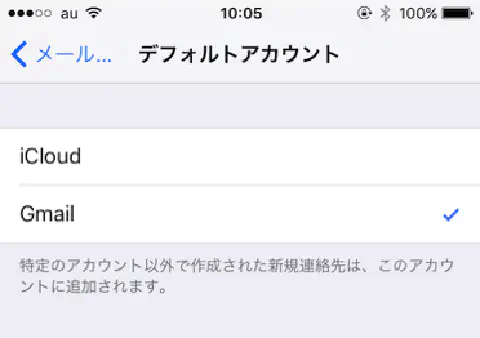 au 10:05 100%
メール... デフォルトアカウント
iCloud
Gmail
特定のアカウント以外で作成された新規連絡先は、このアカウ
ントに追加されます。